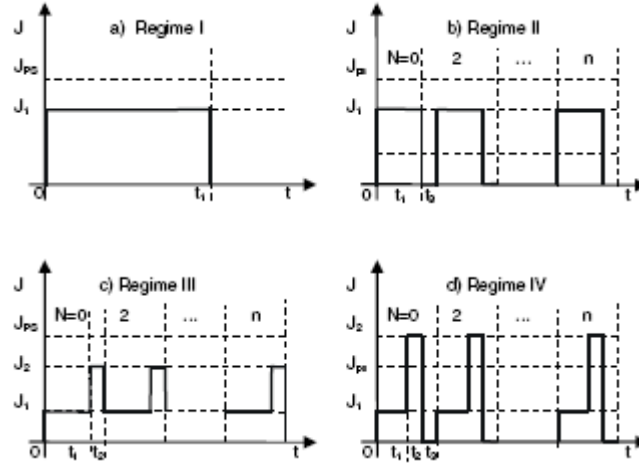 J
a) Regime I
J_PS
J_1
0
t_1
t
J
b) Regime II
J_PS
N=0 2 ... n
J_1
0
t_1 t_2
t
J
c) Regime III
J_PS
N=0 2 ... n
J_2
J_1
0
t_1 t_2
t
J
d) Regime IV
J_2
N=0 2 ... n
J_PS
J_1
0
t_1 t_2 t_3
t